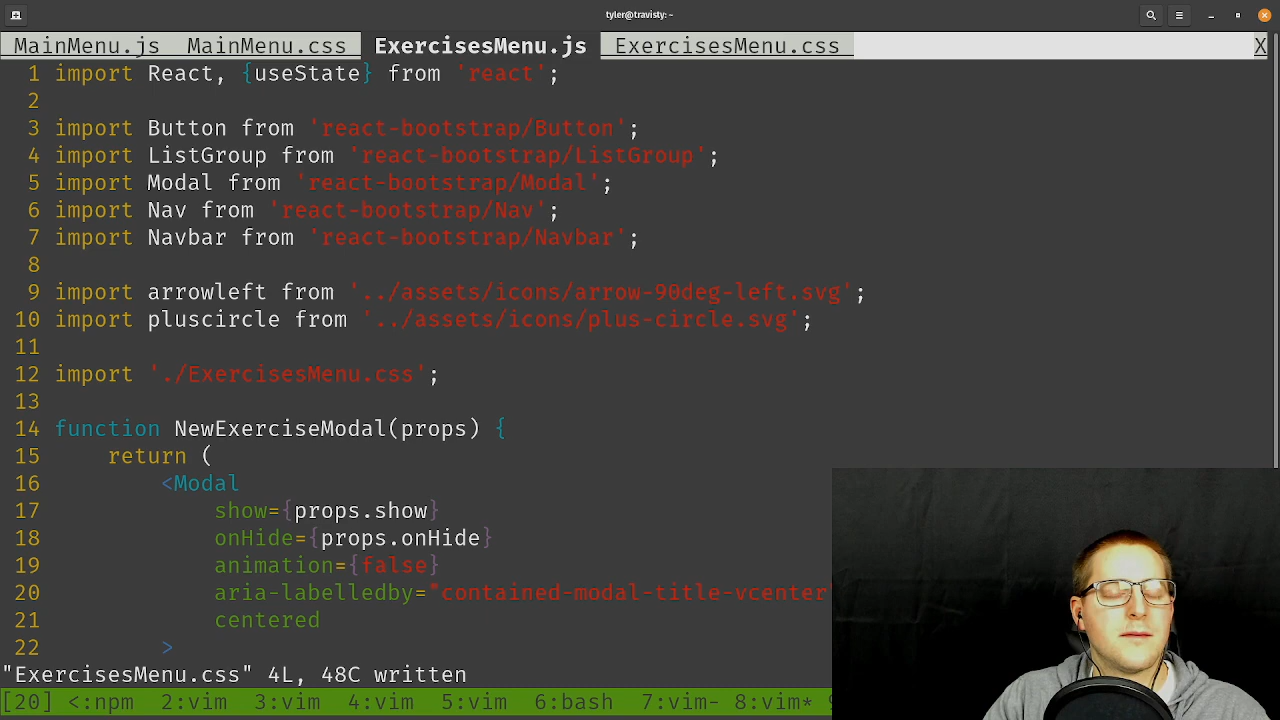 tyler@travisty: ~
MainMenu.js MainMenu.css ExercisesMenu.js ExercisesMenu.css X
1 import React, {useState} from 'react';
2
3 import Button from 'react-bootstrap/Button';
4 import ListGroup from 'react-bootstrap/ListGroup';
5 import Modal from 'react-bootstrap/Modal';
6 import Nav from 'react-bootstrap/Nav';
7 import Navbar from 'react-bootstrap/Navbar';
8
9 import arrowleft from '../assets/icons/arrow-90deg-left.svg';
10 import pluscircle from '../assets/icons/plus-circle.svg';
11
12 import './ExercisesMenu.css';
13
14 function NewExerciseModal(props) {
15     return (
16         <Modal
17             show={props.show}
18             onHide={props.onHide}
19             animation={false}
20             aria-labelledby="contained-modal-title-vcenter
21             centered
22         >
"ExercisesMenu.css" 4L, 48C written
[20] <:npm 2:vim 3:vim 4:vim 5:vim 6:bash 7:vim- 8:vim*